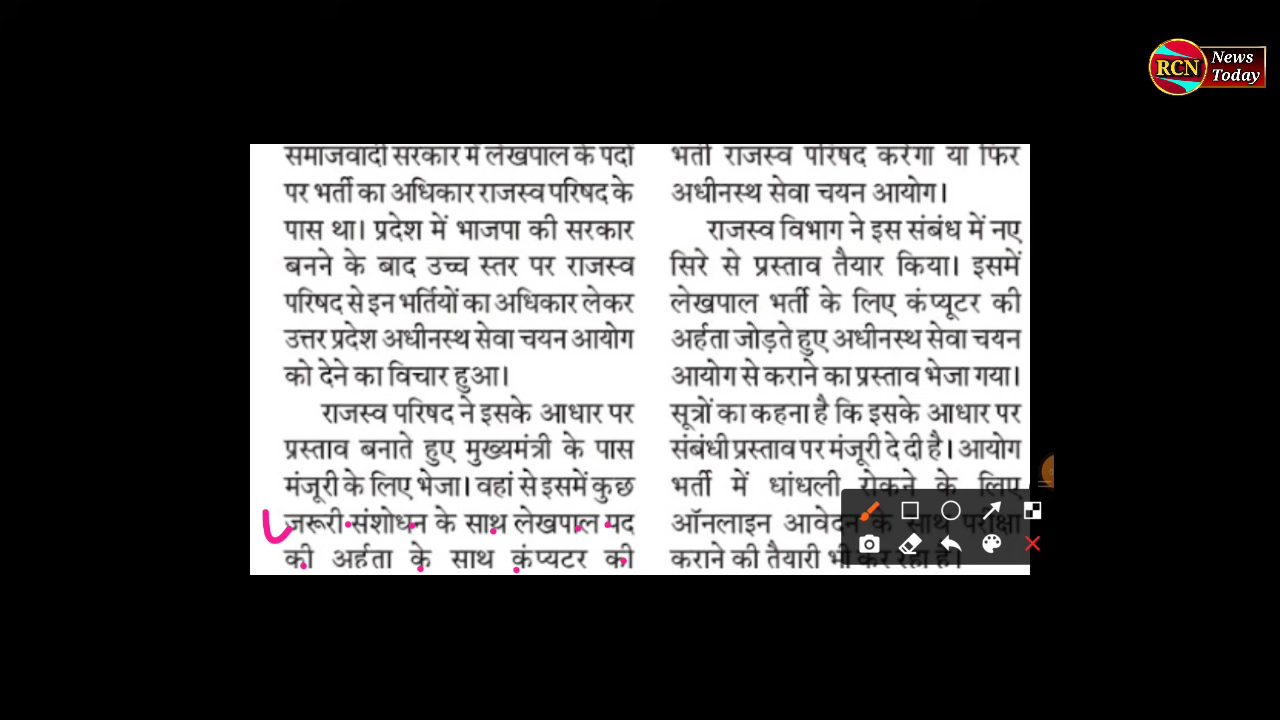 RCN
News
Today
समाजवादी सरकार में लेखपाल के पदों
पर भर्ती का अधिकार राजस्व परिषद के
पास था। प्रदेश में भाजपा की सरकार
बनने के बाद उच्च स्तर पर राजस्व
परिषद से इन भर्तियों का अधिकार लेकर
उत्तर प्रदेश अधीनस्थ सेवा चयन आयोग
को देने का विचार हुआ।
राजस्व परिषद ने इसके आधार पर
प्रस्ताव बनाते हुए मुख्यमंत्री के पास
मंजूरी के लिए भेजा। वहां से इसमें कुछ
जरूरी संशोधन के साथ लेखपाल पद
की अर्हता के साथ कंप्यटर की
भर्ती राजस्व परिषद करेगा या फिर
अधीनस्थ सेवा चयन आयोग।
राजस्व विभाग ने इस संबंध में नए
सिरे से प्रस्ताव तैयार किया। इसमें
लेखपाल भर्ती के लिए कंप्यूटर की
अर्हता जोड़ते हुए अधीनस्थ सेवा चयन
आयोग से कराने का प्रस्ताव भेजा गया।
सूत्रों का कहना है कि इसके आधार पर
संबंधी प्रस्ताव पर मंजूरी दे दी है। आयोग
भर्ती में धांधली रोकने के लिए
ऑनलाइन आवेदन के साथ परीक्षा
कराने की तैयारी भी कर रहा है।